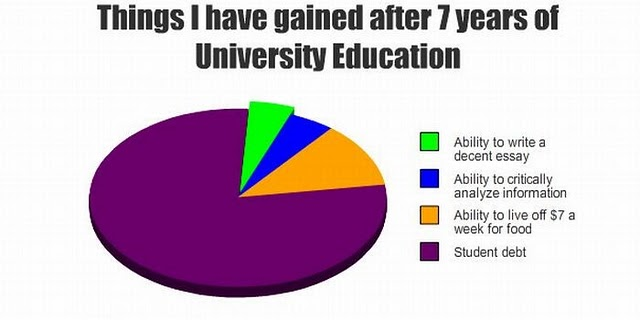 Things I have gained after 7 years of
University Education
Ability to write a
decent essay
Ability to critically
analyze information
Ability to live off $7 a
week for food
Student debt